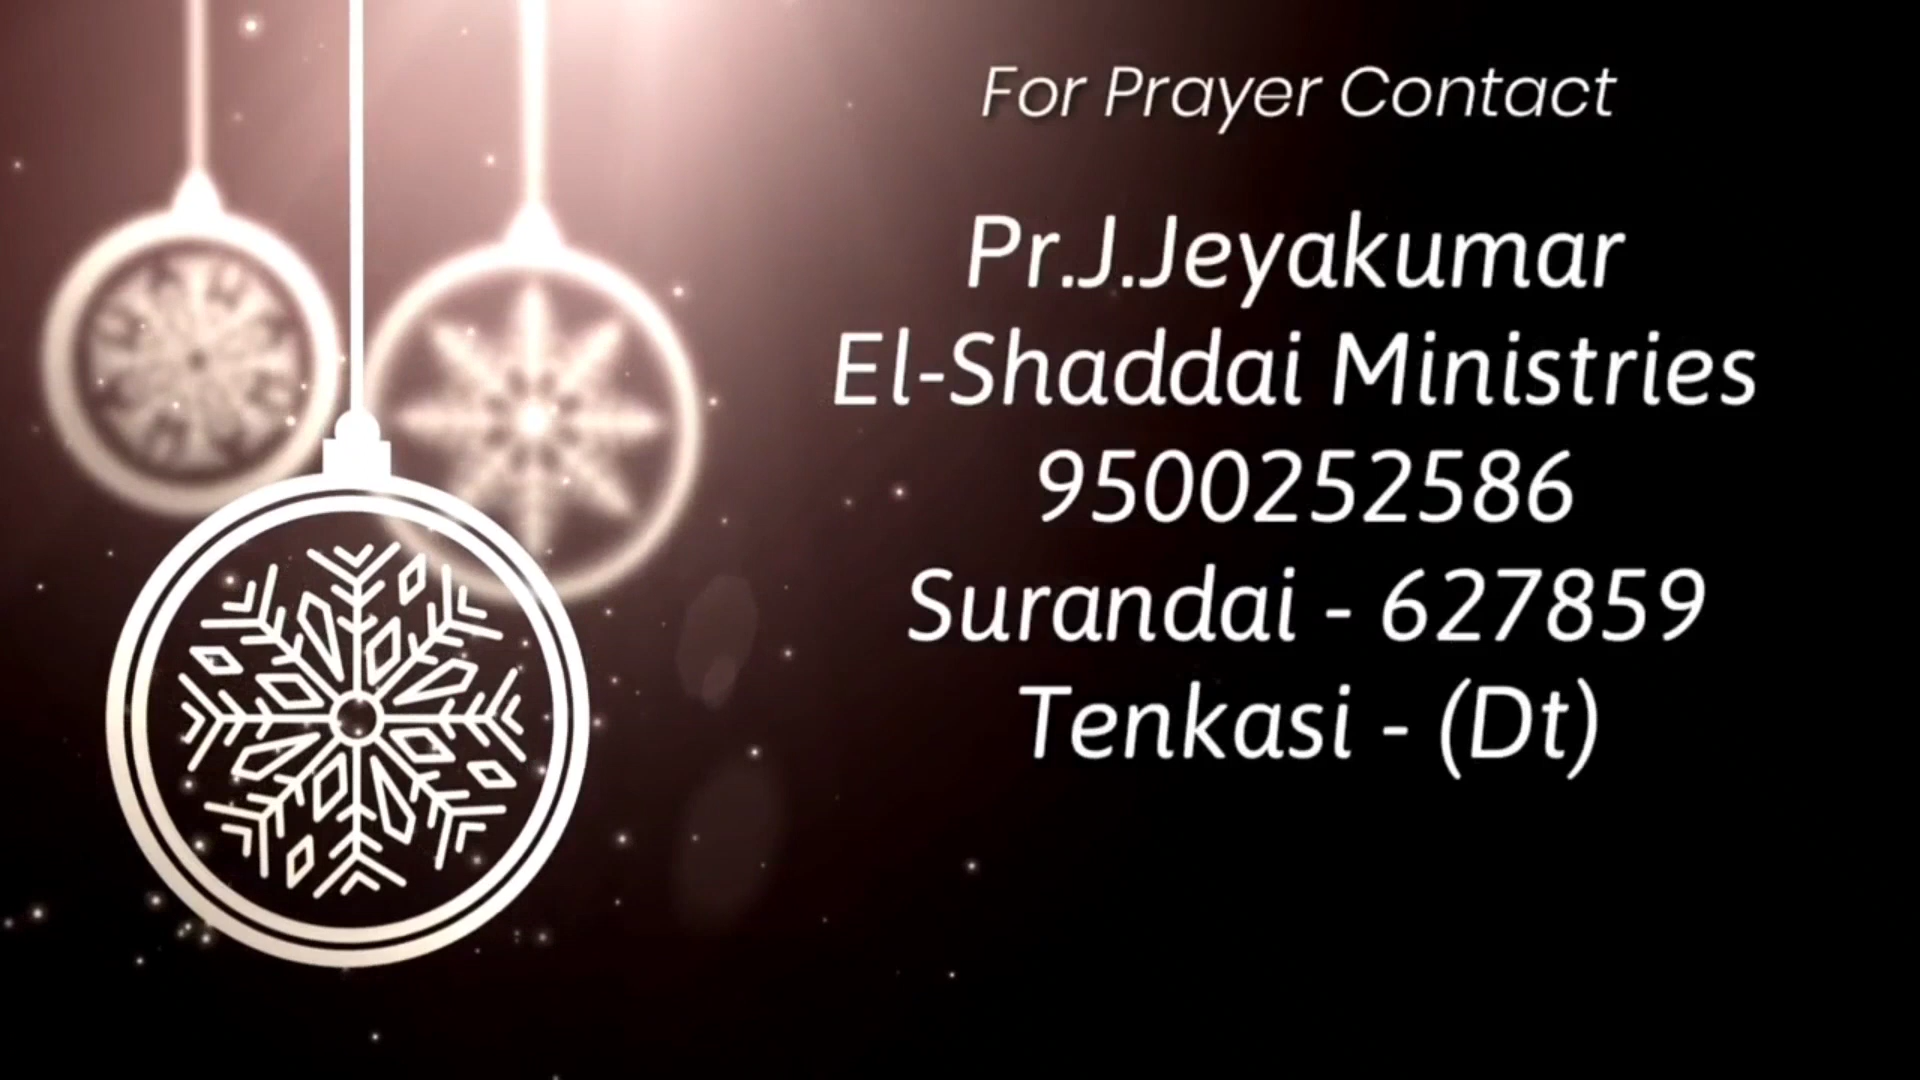 For Prayer Contact
Pr.J.Jeyakumar
El-Shaddai Ministries
9500252586
Surandai - 627859
Tenkasi - (Dt)